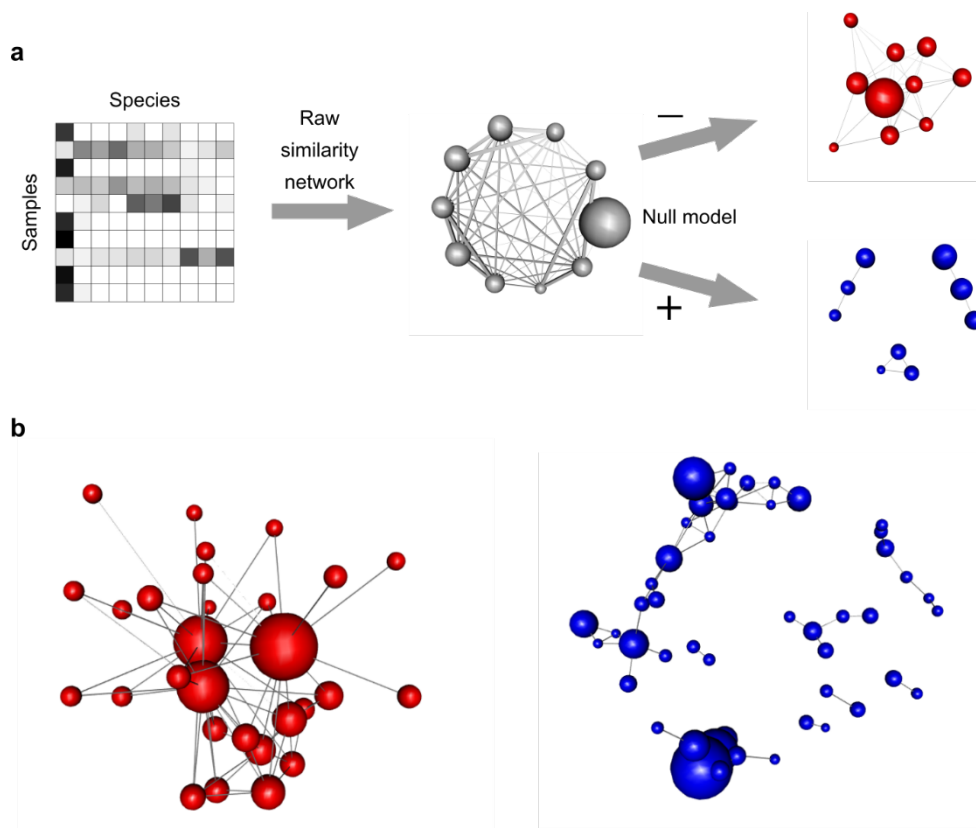 a
Species
Samples
Raw
similarity
network
−
Null model
+
b